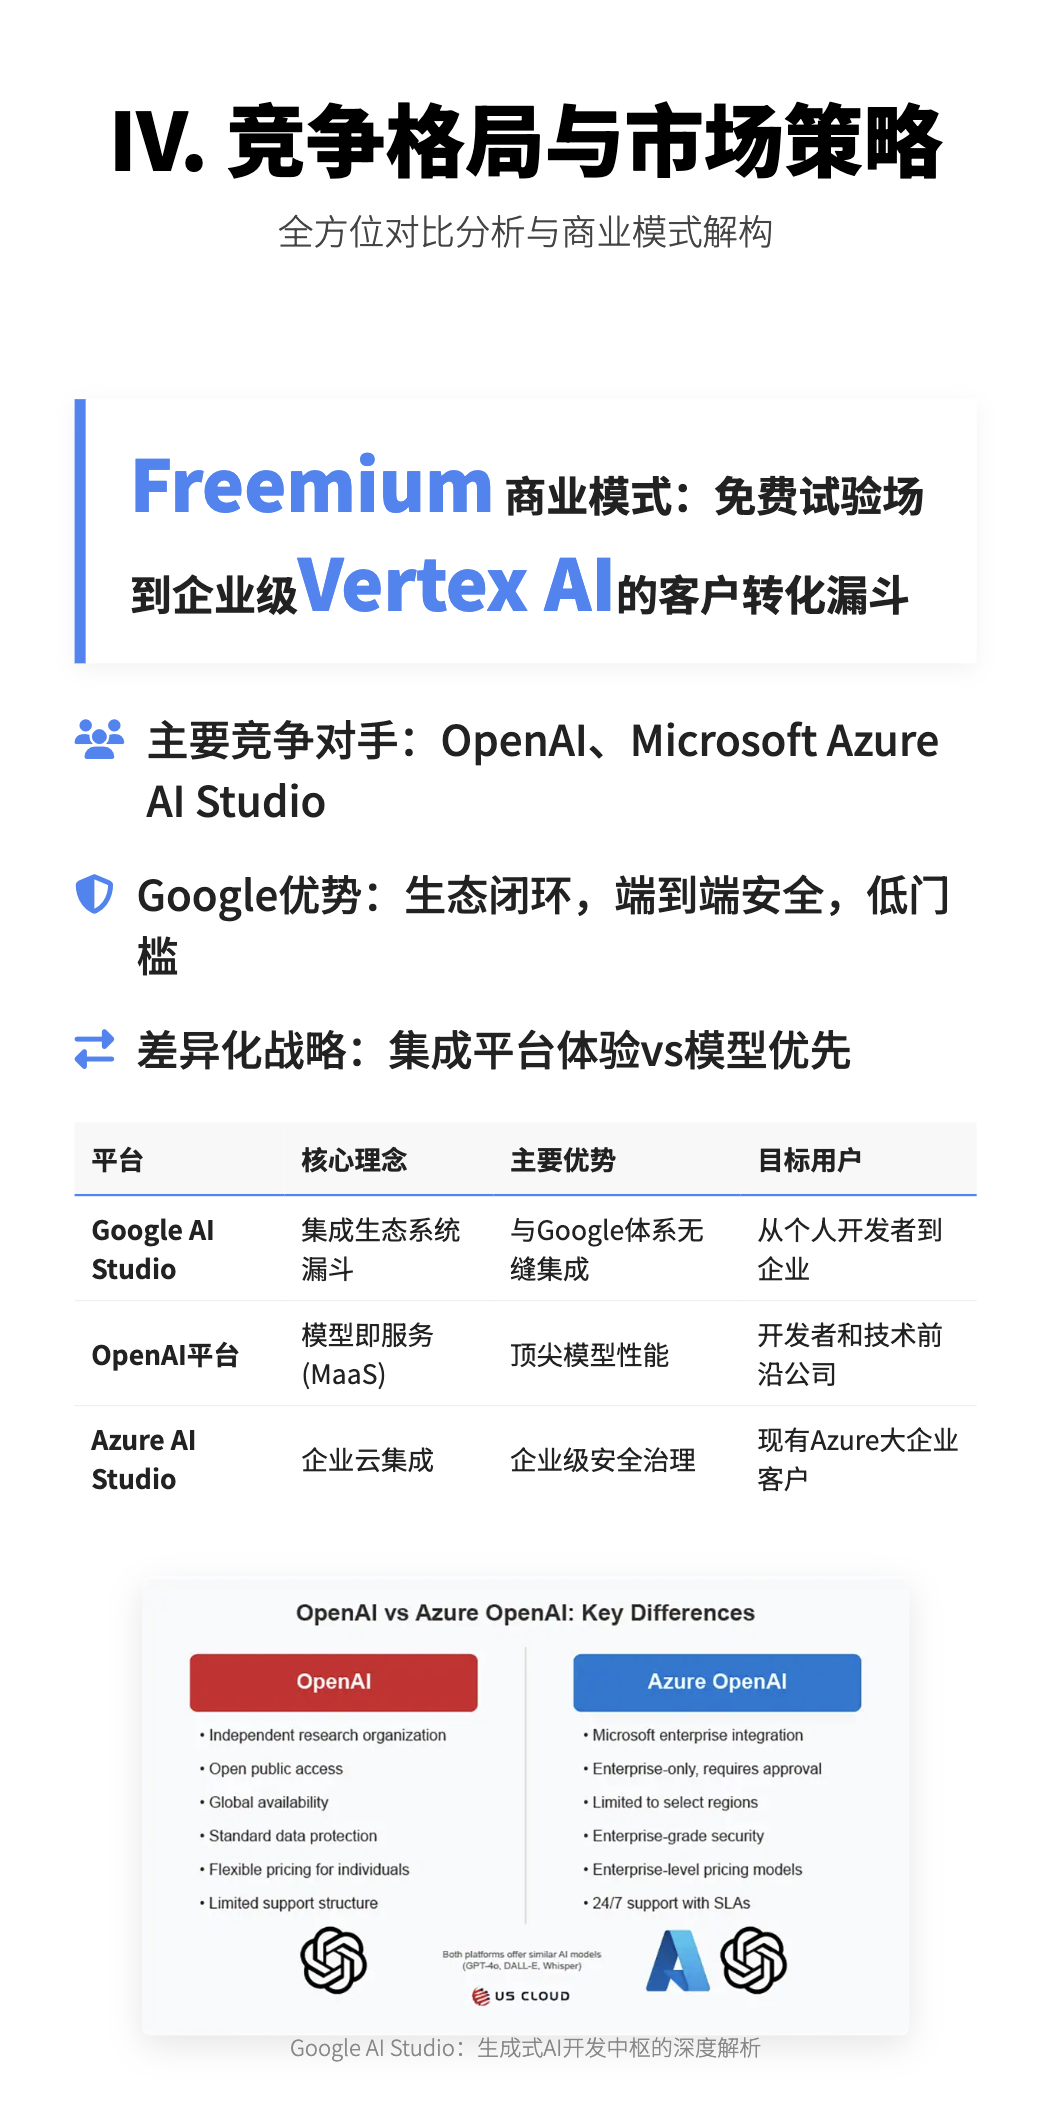 IV. 竞争格局与市场策略
全方位对比分析与商业模式解构
Freemium 商业模式：免费试验场
到企业级Vertex AI的客户转化漏斗
主要竞争对手：OpenAI、Microsoft Azure
AI Studio
Google优势：生态闭环，端到端安全，低门
槛
差异化战略：集成平台体验vs模型优先
平台 核心理念 主要优势 目标用户
Google AI
Studio
集成生态系统
漏斗
与Google体系无
缝集成
从个人开发者到
企业
OpenAI平台
模型即服务
(MaaS)
顶尖模型性能
开发者和技术前
沿公司
Azure AI
Studio
企业云集成
企业级安全治理
现有Azure大企业
客户
OpenAI vs Azure OpenAI: Key Differences
OpenAI
• Independent research organization
• Open public access
• Global availability
• Standard data protection
• Flexible pricing for individuals
• Limited support structure
Azure OpenAI
• Microsoft enterprise integration
• Enterprise-only, requires approval
• Limited to select regions
• Enterprise-grade security
• Enterprise-level pricing models
• 24/7 support with SLAs
Both platforms offer similar AI models
(GPT-4o, DALL-E, Whisper)
US CLOUD
Google AI Studio：生成式AI开发中枢的深度解析